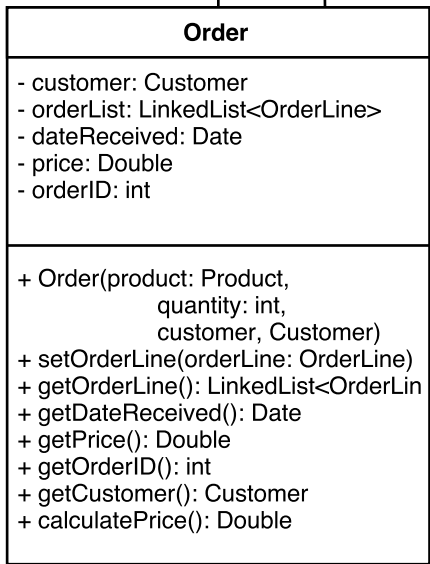 Order
- customer: Customer
- orderList: LinkedList<OrderLine>
- dateReceived: Date
- price: Double
- orderID: int
+ Order(product: Product,
quantity: int,
customer, Customer)
+ setOrderLine(orderLine: OrderLine)
+ getOrderLine(): LinkedList<OrderLin
+ getDateReceived(): Date
+ getPrice(): Double
+ getOrderID(): int
+ getCustomer(): Customer
+ calculatePrice(): Double